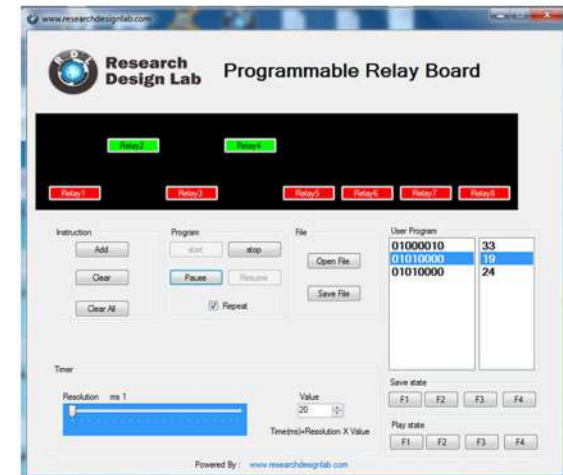 www.researchdesignlab.com
RDL
Research
Design Lab
Programmable Relay Board
Relay2 Relay4
Relay1 Relay3 Relay5 Relay6 Relay7 Relay8
Instruction Program File User Program
Add start stop Open File
Clear Pause Resume Save File
Clear All Repeat
01000010 33
01010000 19
01010000 24
Timer
Resolution ms 1 Value
20
Time(ms)=Resolution X Value
Save state
F1 F2 F3 F4
Play state
F1 F2 F3 F4
Powered By : www.researchdesignlab.com